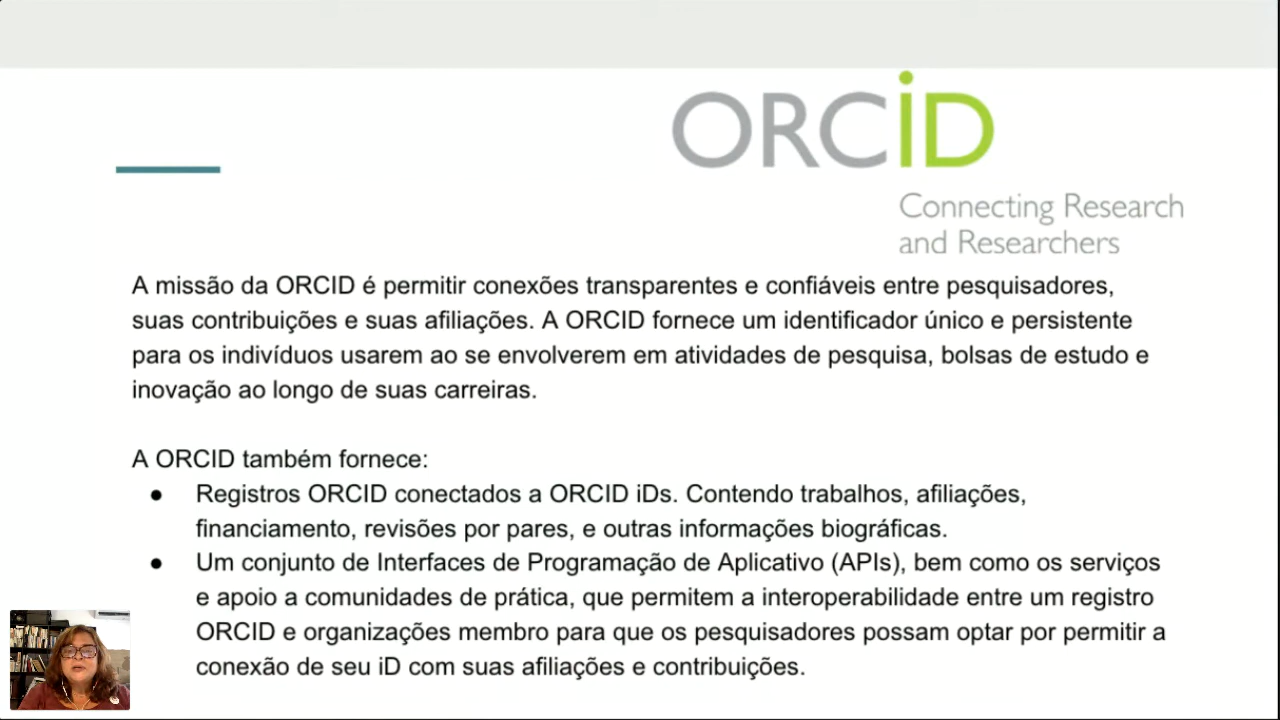 ORCiD
Connecting Research
and Researchers
A missão da ORCID é permitir conexões transparentes e confiáveis entre pesquisadores,
suas contribuições e suas afiliações. A ORCID fornece um identificador único e persistente
para os indivíduos usarem ao se envolverem em atividades de pesquisa, bolsas de estudo e
inovação ao longo de suas carreiras.
A ORCID também fornece:
● Registros ORCID conectados a ORCID iDs. Contendo trabalhos, afiliações,
financiamento, revisões por pares, e outras informações biográficas.
● Um conjunto de Interfaces de Programação de Aplicativo (APIs), bem como os serviços
e apoio a comunidades de prática, que permitem a interoperabilidade entre um registro
ORCID e organizações membro para que os pesquisadores possam optar por permitir a
conexão de seu iD com suas afiliações e contribuições.